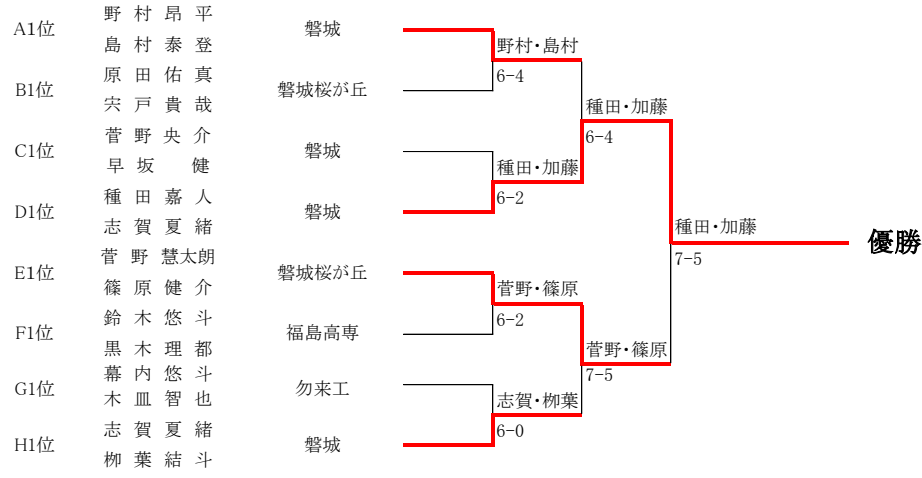 A1位 野村昂平 磐城
島村泰登
野村・島村
B1位 原田佑真 磐城桜が丘
宍戸貴哉
6-4
種田・加藤
C1位 菅野央介 磐城
早坂 健
6-4
種田・加藤
D1位 種田嘉人 磐城
志賀夏緒
6-2
種田・加藤
優勝
E1位 菅野慧太朗 磐城桜が丘
篠原健介
7-5
菅野・篠原
F1位 鈴木悠斗 福島高専
黒木理都
6-2
菅野・篠原
G1位 幕内悠斗 勿来工
木皿智也
7-5
志賀・栁葉
H1位 志賀夏緒 磐城
栁葉結斗
6-0